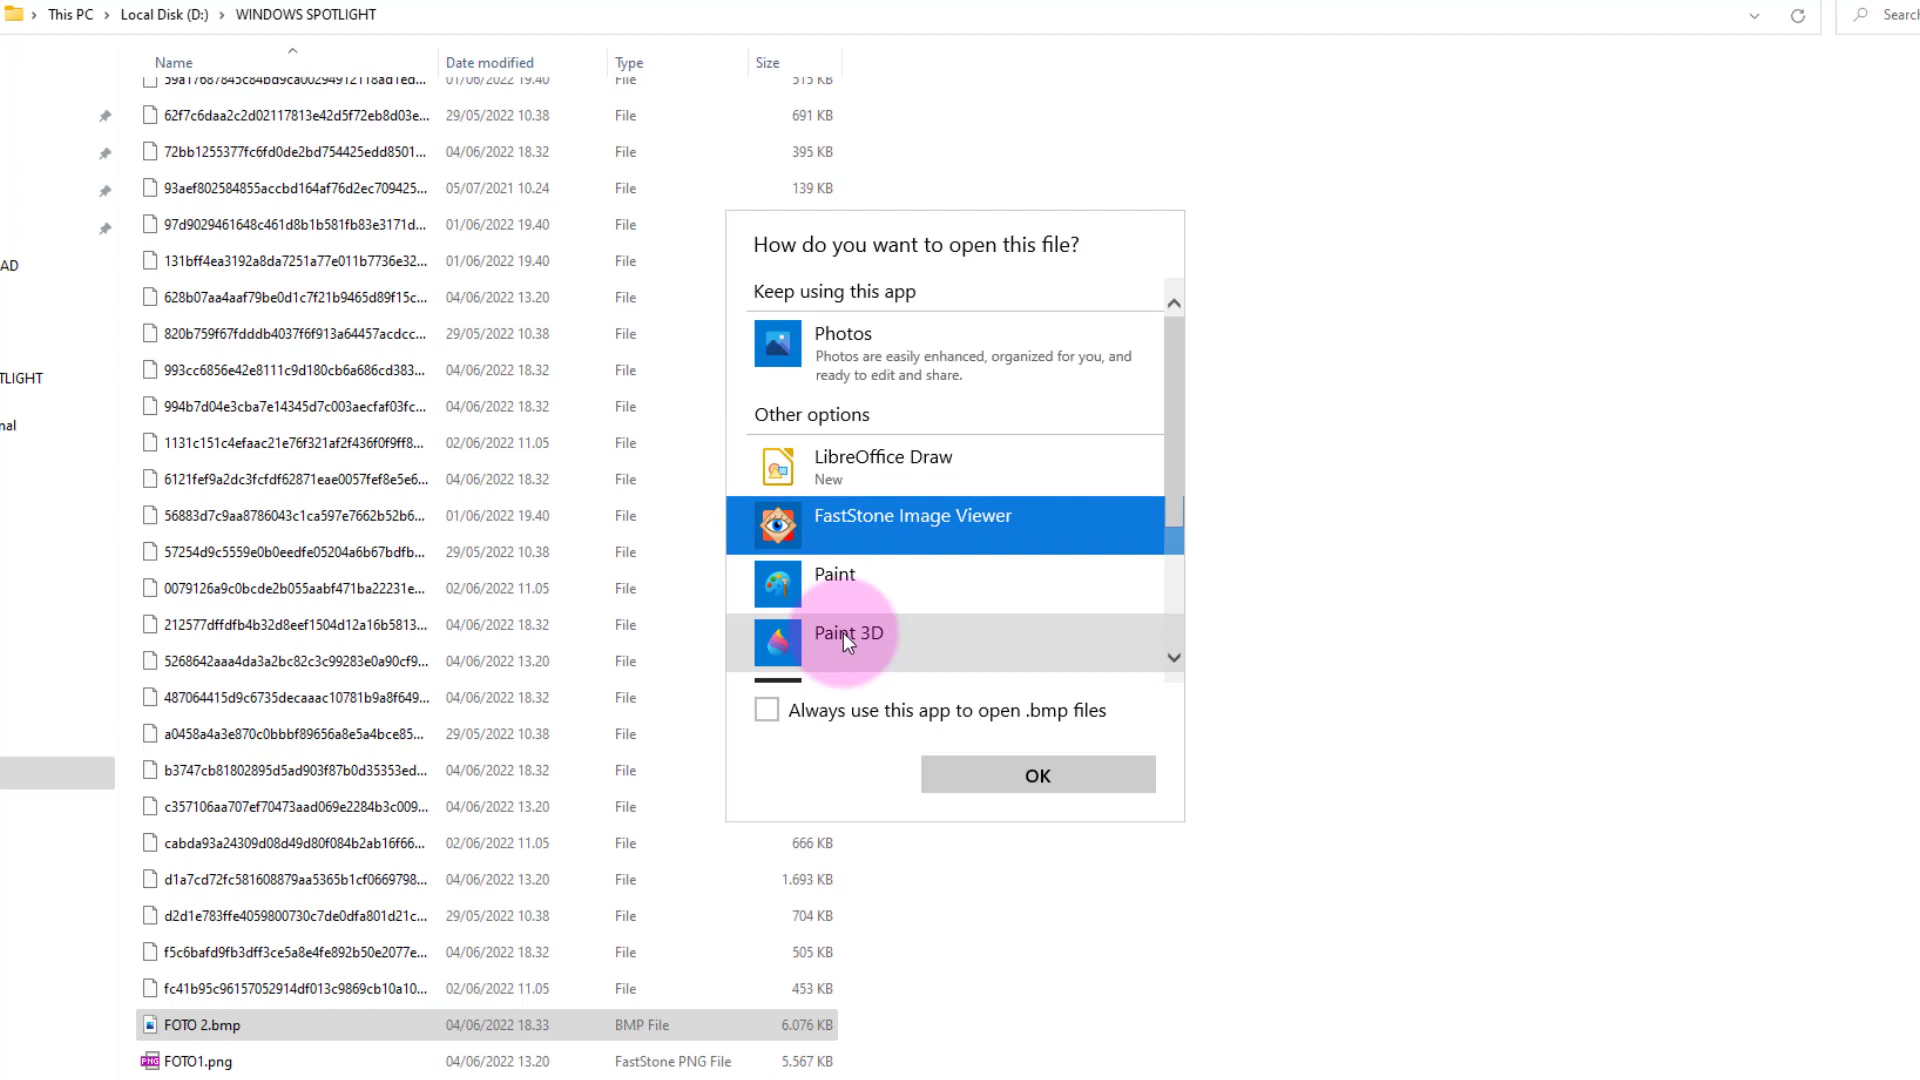 This PC > Local Disk (D:) > WINDOWS SPOTLIGHT
Search
Name Date modified Type Size
59a17687845c84bd9ca00294912118ad1ed... 01/06/2022 19.40 File 515 KB
62f7c6daa2c2d02117813e42d5f72eb8d03e... 29/05/2022 10.38 File 691 KB
72bb1255377fc6fd0de2bd754425edd8501... 04/06/2022 18.32 File 395 KB
93aef802584855accbd164af76d2ec709425... 05/07/2021 10.24 File 139 KB
97d9029461648c461d8b1b581fb83e3171d... 01/06/2022 19.40 File
131bff4ea3192a8da7251a77e011b7736e32... 01/06/2022 19.40 File
628b07aa4aaf79be0d1c7f21b9465d89f15c... 04/06/2022 13.20 File
820b759f67fdddb4037f6f913a64457acdcc... 29/05/2022 10.38 File
993cc6856e42e8111c9d180cb6a686cd383... 04/06/2022 18.32 File
994b7d04e3cba7e14345d7c003aecfaf03fc... 04/06/2022 18.32 File
1131c151c4efaac21e76f321af2f436f0f9ff8... 02/06/2022 11.05 File
6121fef9a2dc3fcfdf62871eae0057fef8e5e6... 04/06/2022 18.32 File
56883d7c9aa8786043c1ca597e7662b52b6... 01/06/2022 19.40 File
57254d9c5559e0b0eedfe05204a6b67bdfb... 29/05/2022 10.38 File
0079126a9c0bcde2b055aabf471ba22231e... 02/06/2022 11.05 File
212577dffdfb4b32d8eef1504d12a16b5813... 04/06/2022 18.32 File
5268642aaa4da3a2bc82c3c99283e0a90cf9... 04/06/2022 13.20 File
487064415d9c6735decaaac10781b9a8f649... 04/06/2022 18.32 File
a0458a4a3e870c0bbbf89656a8e5a4bce85... 29/05/2022 10.38 File
b3747cb81802895d5ad903f87b0d35353ed... 04/06/2022 18.32 File
c357106aa707ef70473aad069e2284b3c009... 04/06/2022 13.20 File
cabda93a24309d08d49d80f084b2ab16f66... 02/06/2022 11.05 File 666 KB
d1a7cd72fc581608879aa5365b1cf0669798... 04/06/2022 13.20 File 1.693 KB
d2d1e783ffe4059800730c7de0dfa801d21c... 29/05/2022 10.38 File 704 KB
f5c6bafd9fb3dff3ce5a8e4fe892b50e2077e... 04/06/2022 18.32 File 505 KB
fc41b95c96157052914df013c9869cb10a10... 02/06/2022 11.05 File 453 KB
FOTO 2.bmp 04/06/2022 18.33 BMP File 6.076 KB
PNG FOTO1.png 04/06/2022 13.20 FastStone PNG File 5.567 KB
AD
TLIGHT
nal
How do you want to open this file?
Keep using this app
Photos
Photos are easily enhanced, organized for you, and
ready to edit and share.
Other options
LibreOffice Draw
New
FastStone Image Viewer
Paint
Paint 3D
Always use this app to open .bmp files
OK